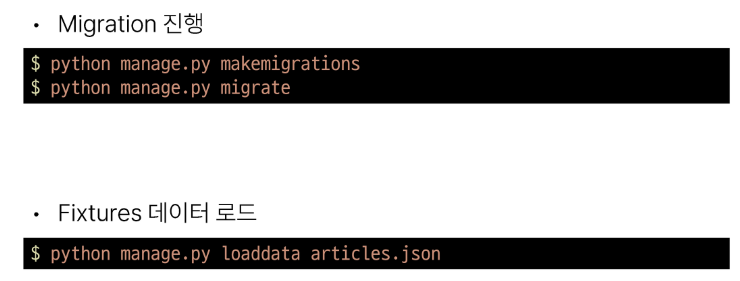 • Migration 진행
$ python manage.py makemigrations
$ python manage.py migrate
• Fixtures 데이터 로드
$ python manage.py loaddata articles.json